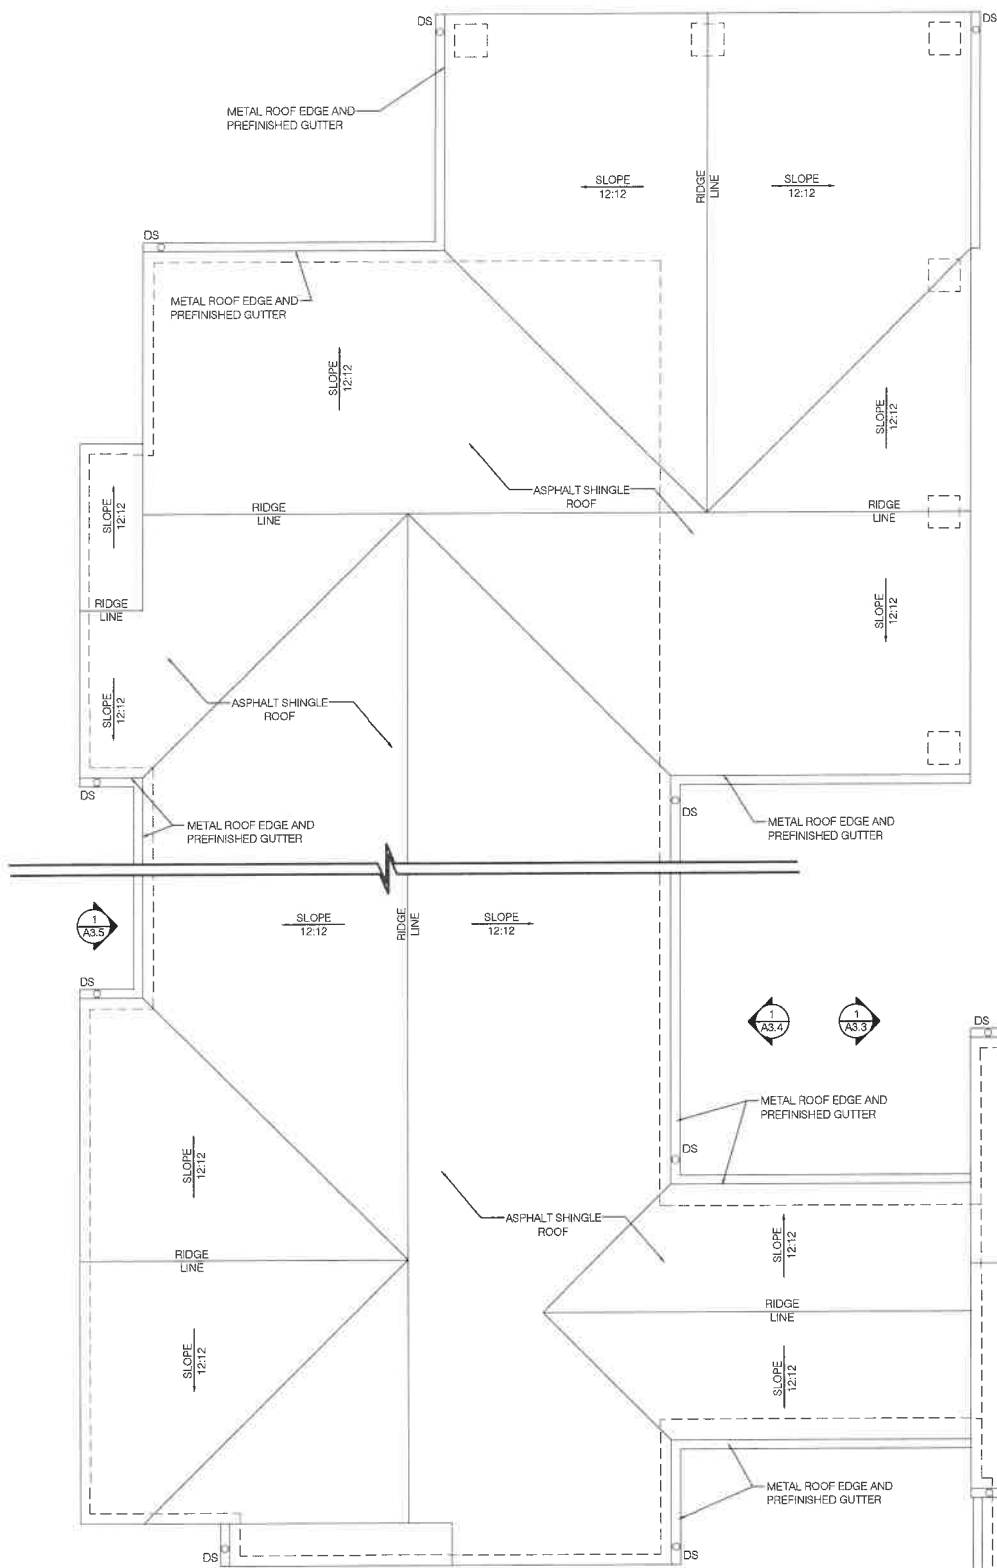 DS
DS
METAL ROOF EDGE AND
PREFINISHED GUTTER
SLOPE
12:12
RIDGE
LINE
SLOPE
12:12
DS
METAL ROOF EDGE AND
PREFINISHED GUTTER
SLOPE
12:12
SLOPE
12:12
ASPHALT SHINGLE
ROOF
SLOPE
12:12
RIDGE
LINE
RIDGE
LINE
RIDGE
LINE
SLOPE
12:12
SLOPE
12:12
ASPHALT SHINGLE
ROOF
DS
DS
METAL ROOF EDGE AND
PREFINISHED GUTTER
METAL ROOF EDGE AND
PREFINISHED GUTTER
1
A3.5
SLOPE
12:12
RIDGE
LINE
SLOPE
12:12
DS
1
A3.4
1
A3.3
DS
METAL ROOF EDGE AND
PREFINISHED GUTTER
DS
SLOPE
12:12
ASPHALT SHINGLE
ROOF
SLOPE
12:12
RIDGE
LINE
RIDGE
LINE
SLOPE
12:12
SLOPE
12:12
METAL ROOF EDGE AND
PREFINISHED GUTTER
DS
DS